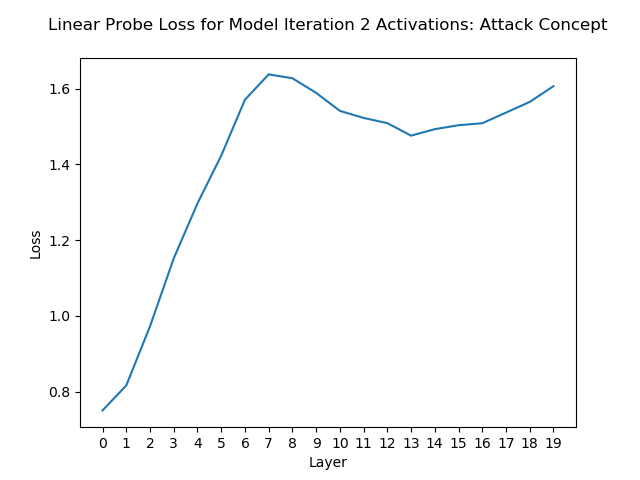 Linear Probe Loss for Model Iteration 2 Activations: Attack Concept
1.6
1.4
1.2
1.0
0.8
Loss
0 1 2 3 4 5 6 7 8 9 10 11 12 13 14 15 16 17 18 19
Layer